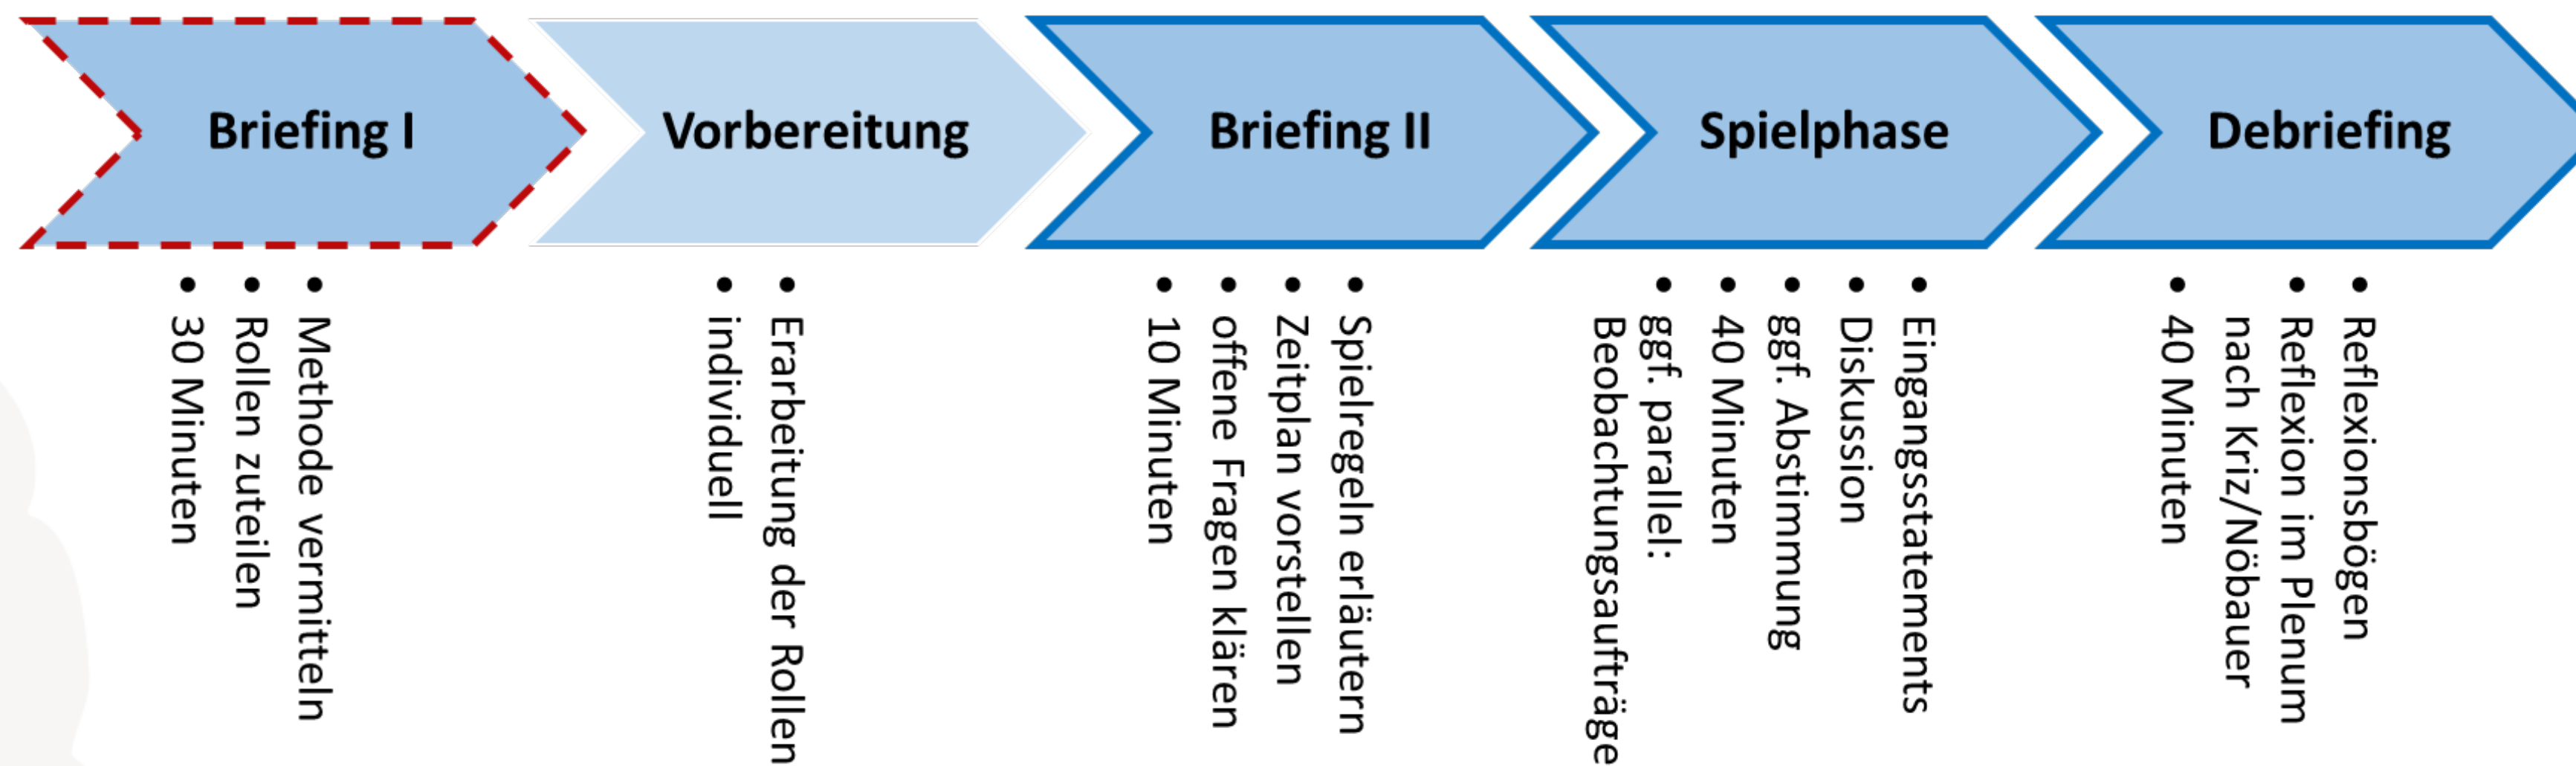 Briefing I
• Methode vermitteln
• Rollen zuteilen
• 30 Minuten
Vorbereitung
• Erarbeitung der Rollen
• individuell
Briefing II
• Spielregeln erläutern
• Zeitplan vorstellen
• offene Fragen klären
• 10 Minuten
Spielphase
• Eingangsstatements
• Diskussion
• ggf. Abstimmung
• 40 Minuten
• ggf. parallel:
Beobachtungsaufträge
Debriefing
• Reflexionsbögen
• Reflexion im Plenum
nach Kriz/Nöbauer
• 40 Minuten